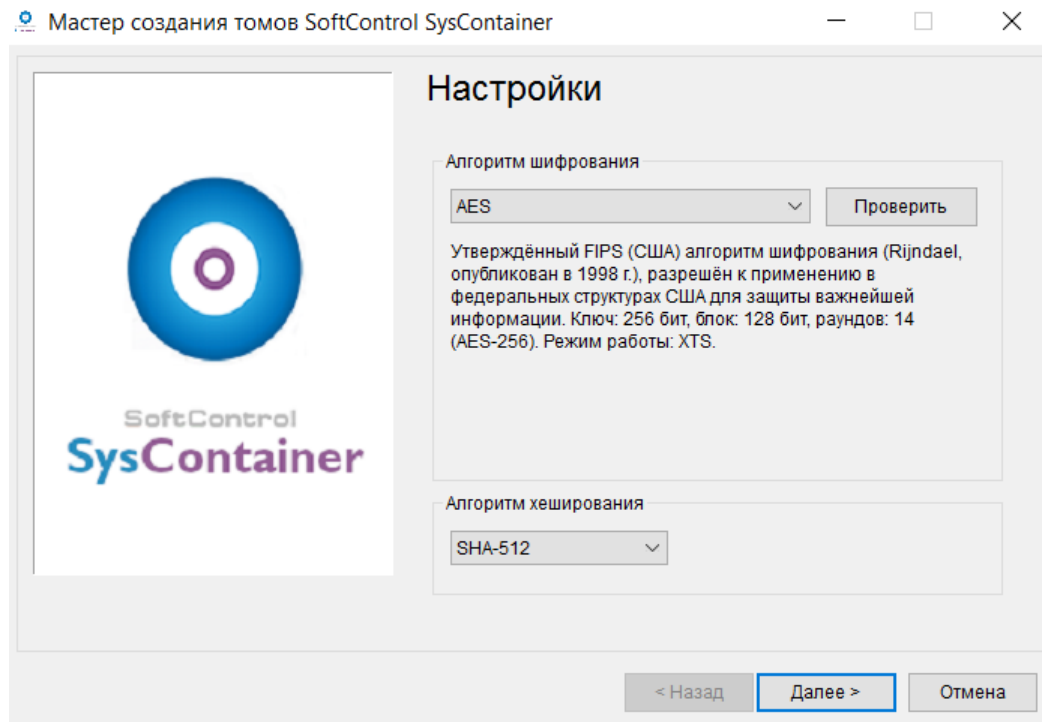 Мастер создания томов SoftControl SysContainer
Настройки
Алгоритм шифрования
AES
Проверить
Утверждённый FIPS (США) алгоритм шифрования (Rijndael,
опубликован в 1998 г.), разрешён к применению в
федеральных структурах США для защиты важнейшей
информации. Ключ: 256 бит, блок: 128 бит, раундов: 14
(AES-256). Режим работы: XTS.
SoftControl
SysContainer
Алгоритм хеширования
SHA-512
< Назад
Далее >
Отмена